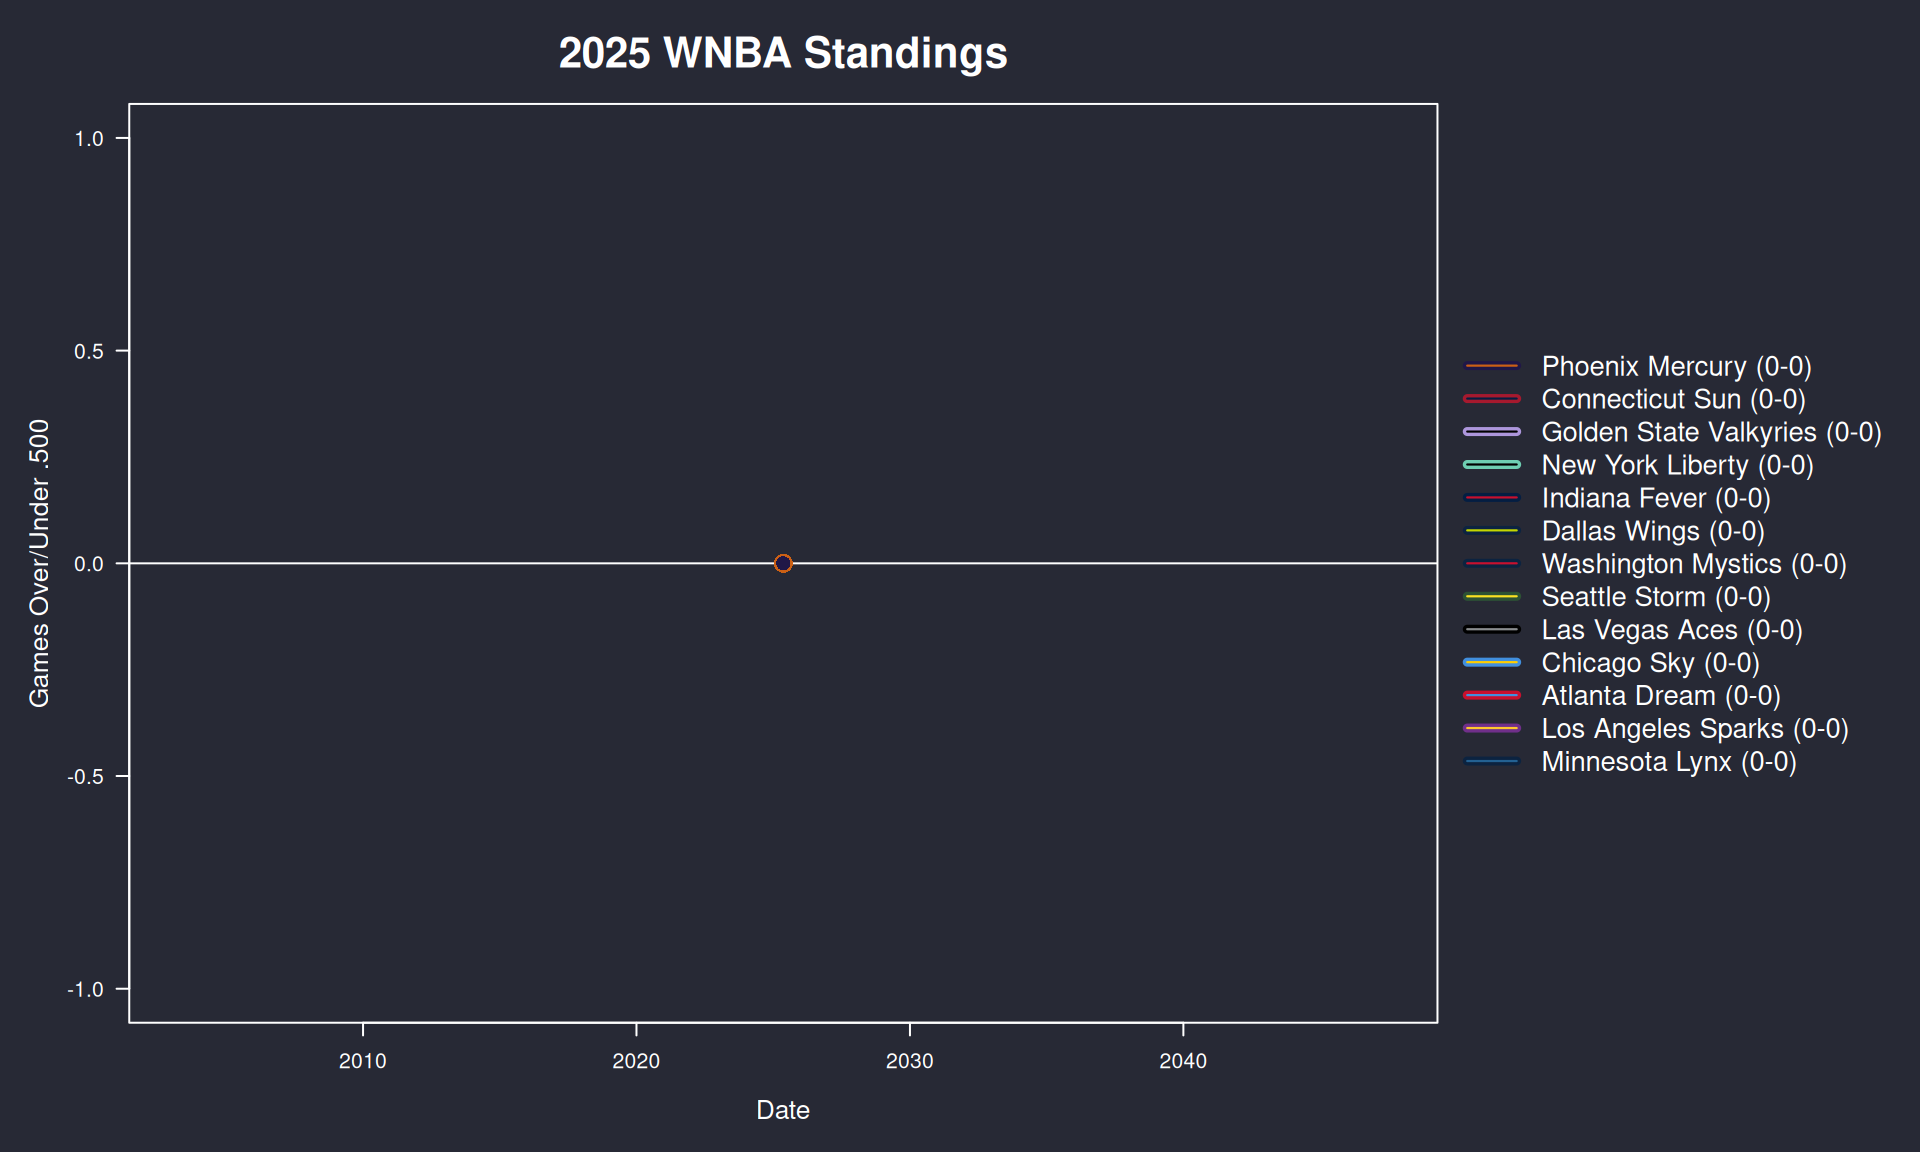 2025 WNBA Standings
Games Over/Under .500
1.0
0.5
0.0
-0.5
-1.0
2010
2020
2030
2040
Date
Phoenix Mercury (0-0)
Connecticut Sun (0-0)
Golden State Valkyries (0-0)
New York Liberty (0-0)
Indiana Fever (0-0)
Dallas Wings (0-0)
Washington Mystics (0-0)
Seattle Storm (0-0)
Las Vegas Aces (0-0)
Chicago Sky (0-0)
Atlanta Dream (0-0)
Los Angeles Sparks (0-0)
Minnesota Lynx (0-0)